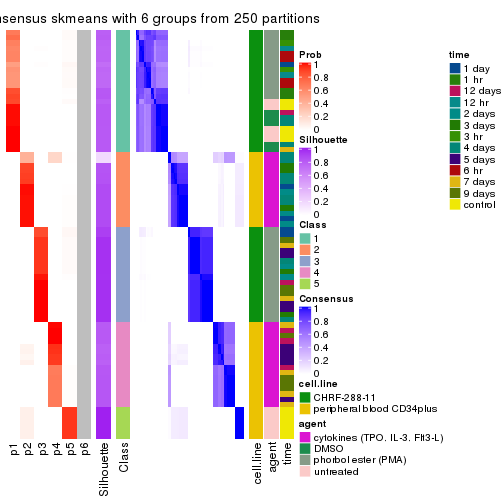 nsensus skmeans with 6 groups from 250 partitions
p1
p2
p3
p4
p5
p6
Silhouette
Class
cell.line
agent
time
Prob
1
0.8
0.6
0.4
0.2
0
Silhouette
1
0.8
0.6
0.4
0.2
0
Class
1
2
3
4
5
Consensus
1
0.8
0.6
0.4
0.2
0
cell.line
CHRF-288-11
peripheral blood CD34plus
agent
cytokines (TPO, IL-3, Flt3-L)
DMSO
phorbol ester (PMA)
untreated
time
1 day
1 hr
12 days
12 hr
2 days
3 days
3 hr
4 days
5 days
6 hr
7 days
9 days
control